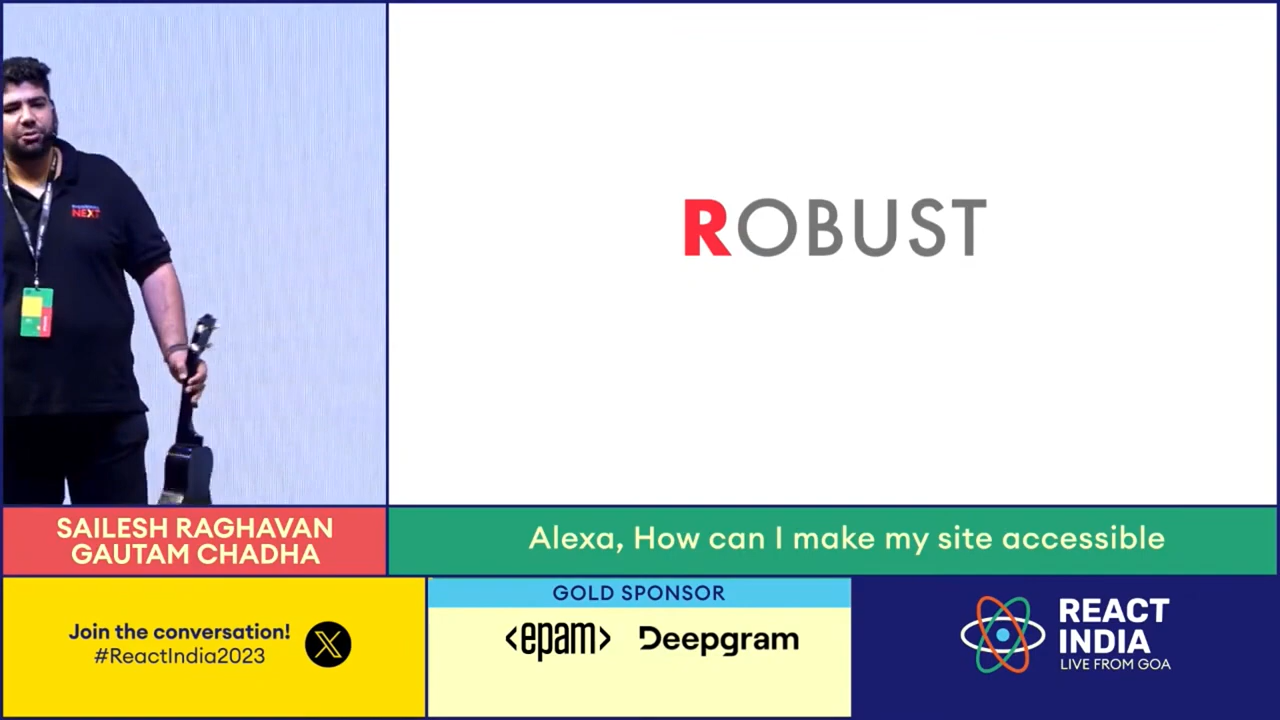 NEXT
ROBUST
SAILESH RAGHAVAN
GAUTAM CHADHA
Alexa, How can I make my site accessible
Join the conversation!
#ReactIndia2023
GOLD SPONSOR
<epam> Deepgram
REACT
INDIA
LIVE FROM GOA